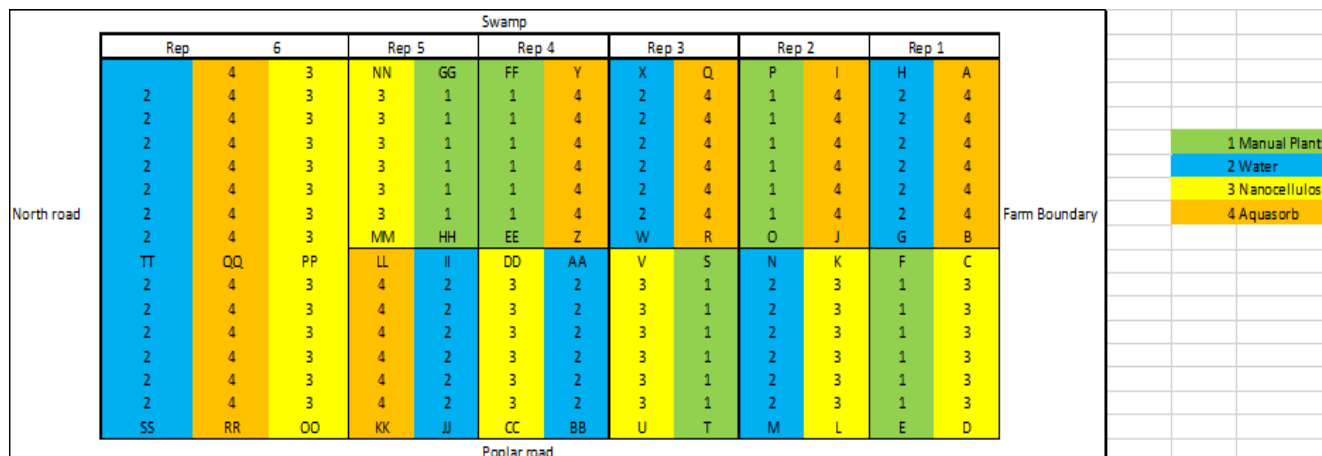 Swamp
Rep 6 Rep 5 Rep 4 Rep 3 Rep 2 Rep 1
4 3 NN GG FF Y X Q P I H A
2 4 3 3 1 1 4 2 4 1 4 2 4
2 4 3 3 1 1 4 2 4 1 4 2 4
2 4 3 3 1 1 4 2 4 1 4 2 4
1 Manual Plant
2 4 3 3 1 1 4 2 4 1 4 2 4
2 Water
2 4 3 3 1 1 4 2 4 1 4 2 4
3 Nanocellulos
North road 2 4 3 3 1 1 4 2 4 1 4 2 4 Farm Boundary
4 Aquasorb
2 4 3 MM HH EE Z W R O J G B
TT QQ PP LL II DD AA V S N K F C
2 4 3 4 2 3 2 3 1 2 3 1 3
2 4 3 4 2 3 2 3 1 2 3 1 3
2 4 3 4 2 3 2 3 1 2 3 1 3
2 4 3 4 2 3 2 3 1 2 3 1 3
2 4 3 4 2 3 2 3 1 2 3 1 3
2 4 3 4 2 3 2 3 1 2 3 1 3
SS RR OO KK JJ CC BB U T M L E D
Poplar road